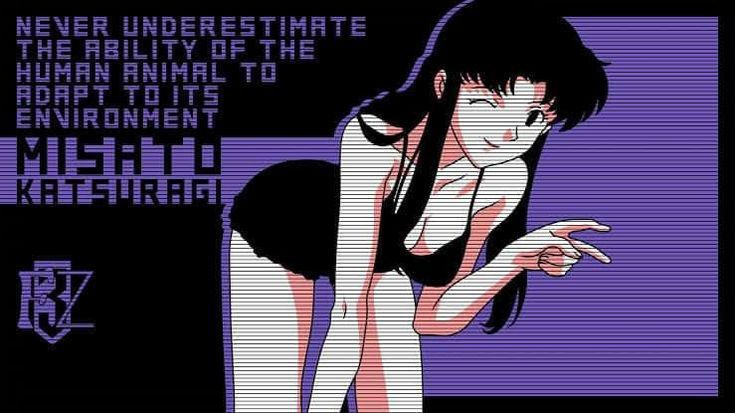 NEVER UNDERESTIMATE
THE ABILITY OF THE
HUMAN ANIMAL TO
ADAPT TO ITS
ENVIRONMENT
MISATO
KATSURAGI